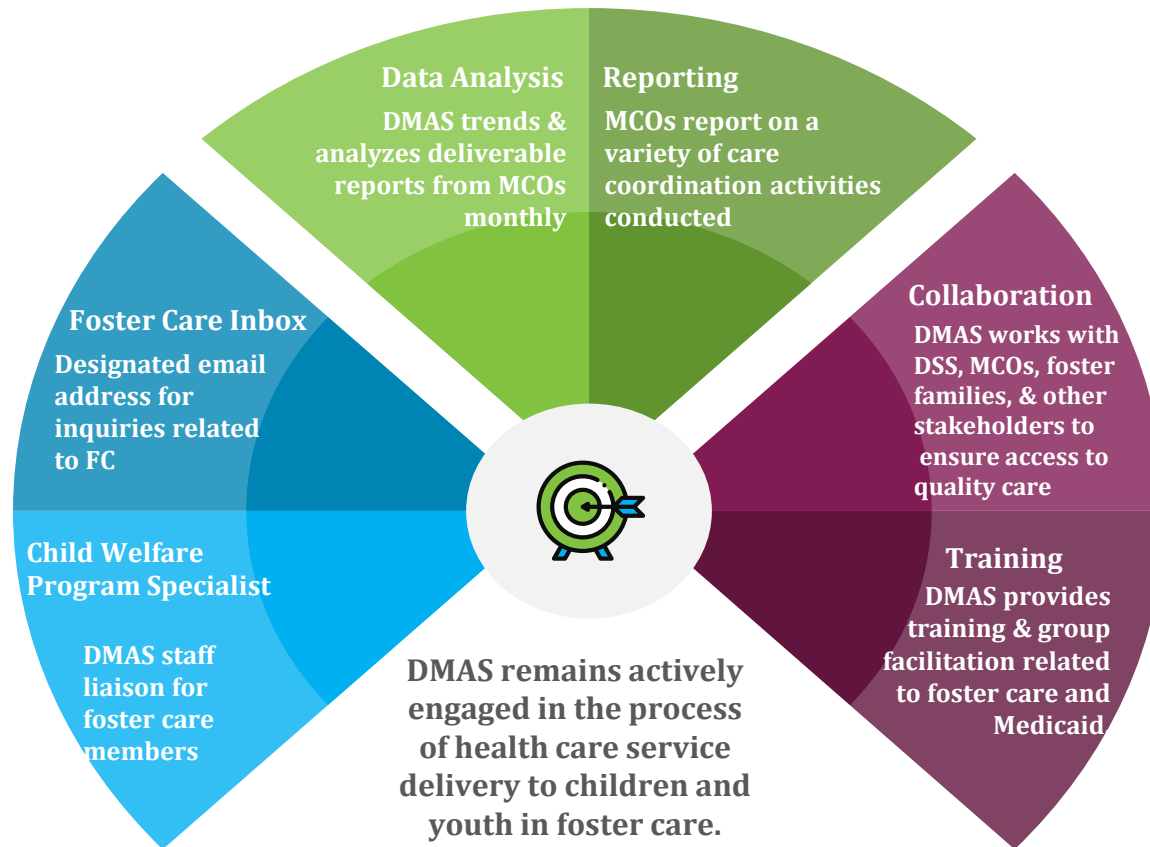 Data Analysis
DMAS trends &
analyzes deliverable
reports from MCOs
monthly
Reporting
MCOs report on a
variety of care
coordination activities
conducted
Foster Care Inbox
Designated email
address for
inquiries related
to FC
Collaboration
DMAS works with
DSS, MCOs, foster
families, & other
stakeholders to
ensure access to
quality care
Child Welfare
Program Specialist
DMAS staff
liaison for
foster care
members
Training
DMAS provides
training & group
facilitation related
to foster care and
Medicaid.
DMAS remains actively
engaged in the process
of health care service
delivery to children and
youth in foster care.